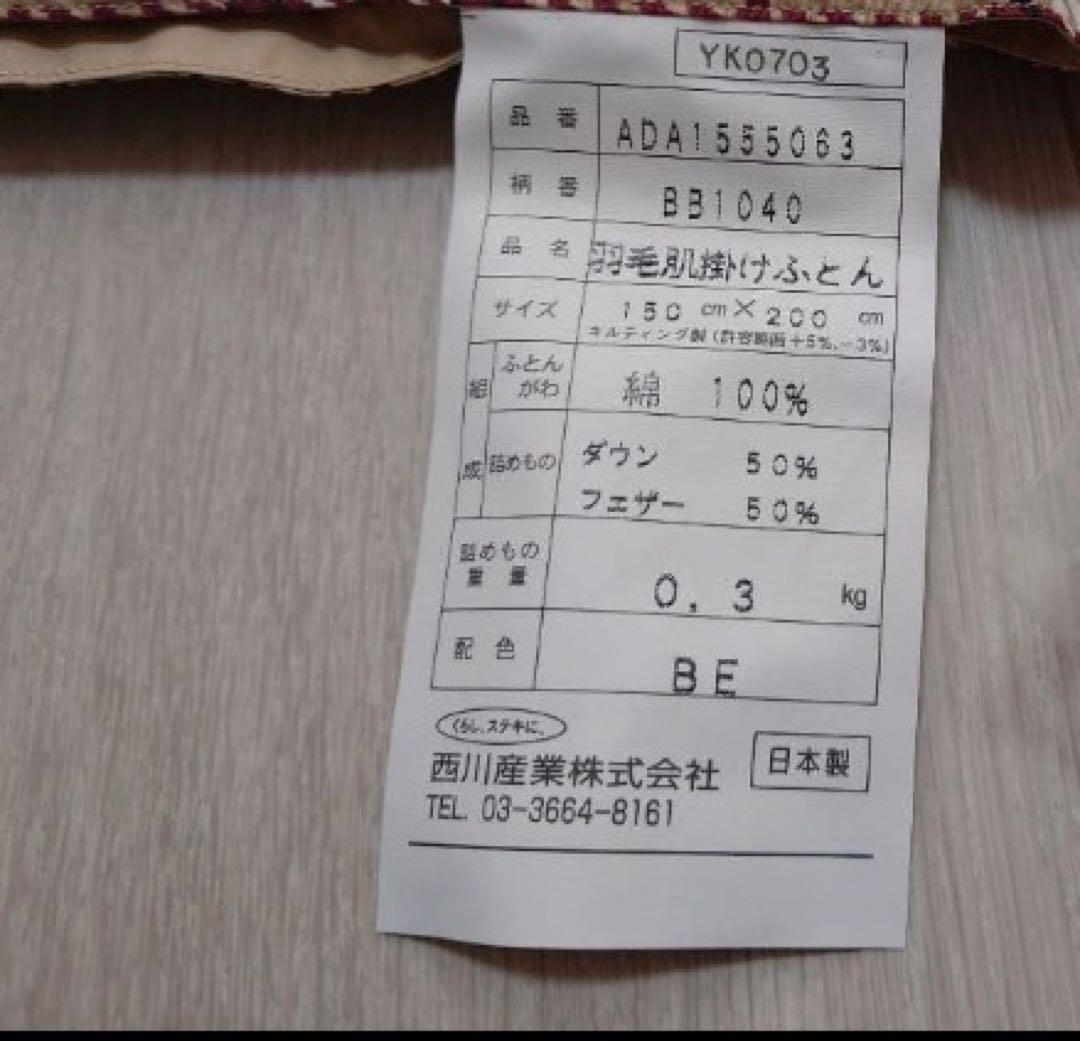 YK0703
品番 ADA1555063
柄番 BB1040
品名 羽毛肌掛けふとん
サイズ 150cm×200cm
キルティング製(許容範囲+5%,-3%)
組成 ふとんがわ 綿 100%
詰めもの ダウン 50%
フェザー 50%
詰めもの重量 0.3 kg
配色 BE
くらし、ステキに。
西川産業株式会社 日本製
TEL. 03-3664-8161